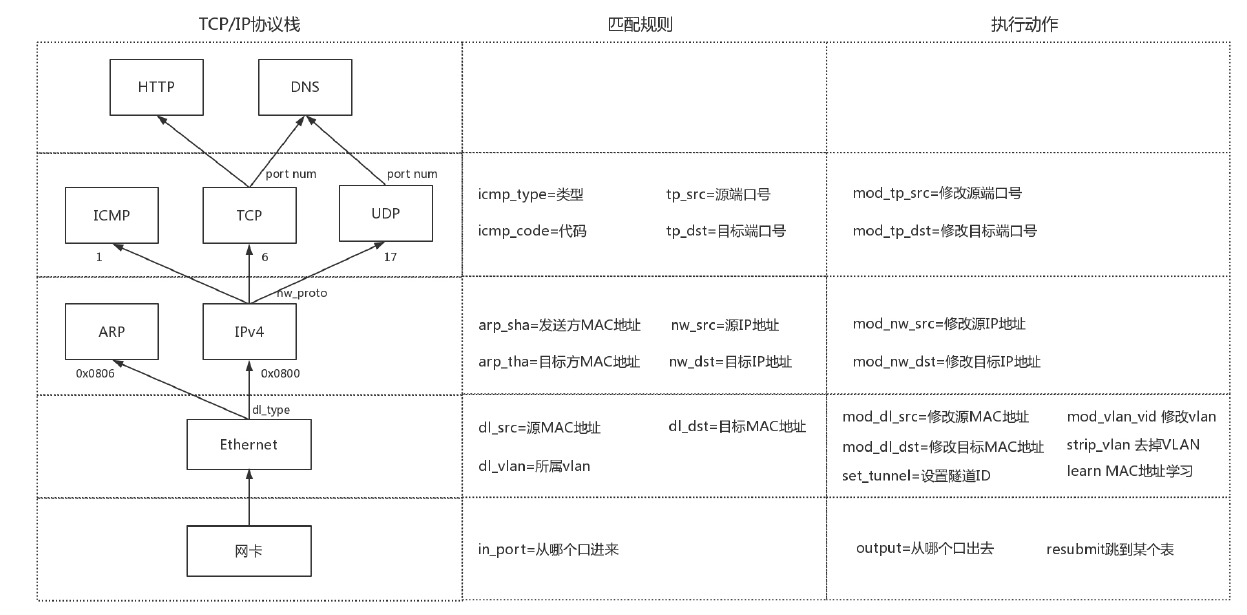 TCP/IP协议栈
匹配规则
执行动作
HTTP
DNS
port num
port num
ICMP
TCP
UDP
1
6
17
icmp_type=类型
tp_src=源端口号
icmp_code=代码
tp_dst=目标端口号
mod_tp_src=修改源端口号
mod_tp_dst=修改目标端口号
nw_proto
ARP
IPv4
0x0806
0x0800
arp_sha=发送方MAC地址
nw_src=源IP地址
arp_tha=目标方MAC地址
nw_dst=目标IP地址
mod_nw_src=修改源IP地址
mod_nw_dst=修改目标IP地址
dl_type
Ethernet
dl_src=源MAC地址
dl_dst=目标MAC地址
dl_vlan=所属vlan
mod_dl_src=修改源MAC地址
mod_vlan_vid 修改vlan
mod_dl_dst=修改目标MAC地址
strip_vlan 去掉VLAN
set_tunnel=设置隧道ID
learn MAC地址学习
网卡
in_port=从哪个口进来
output=从哪个口出去
resubmit跳到某个表